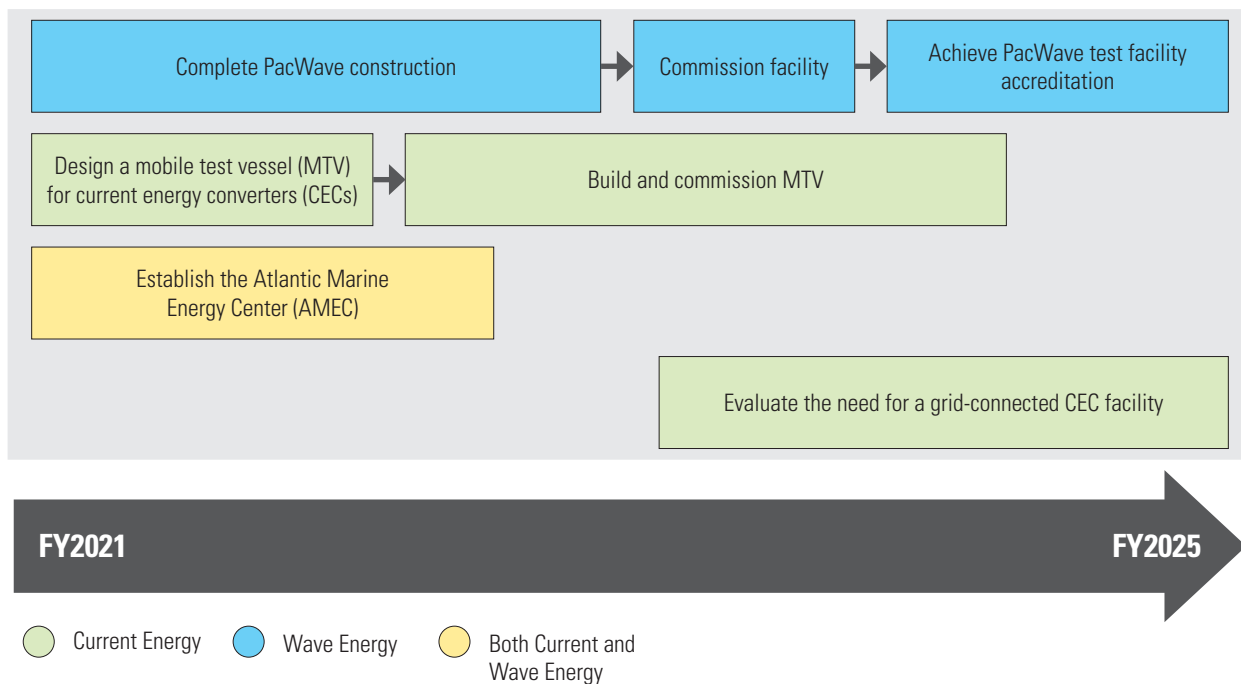 Complete PacWave construction
Commission facility
Achieve PacWave test facility
accreditation
Design a mobile test vessel (MTV)
for current energy converters (CECs)
Build and commission MTV
Establish the Atlantic Marine
Energy Center (AMEC)
Evaluate the need for a grid-connected CEC facility
FY2021
FY2025
Current Energy
Wave Energy
Both Current and
Wave Energy